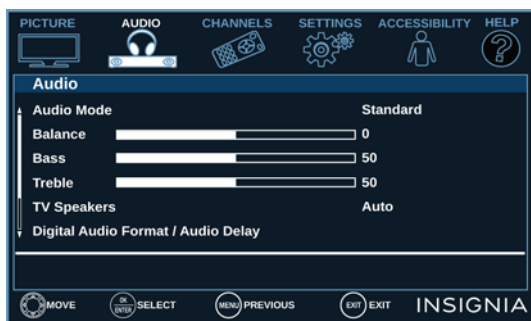 PICTURE AUDIO CHANNELS SETTINGS ACCESSIBILITY HELP
?
Audio
Audio Mode Standard
Balance 0
Bass 50
Treble 50
TV Speakers Auto
Digital Audio Format / Audio Delay
MOVE OK ENTER SELECT MENU PREVIOUS EXIT EXIT INSIGNIA